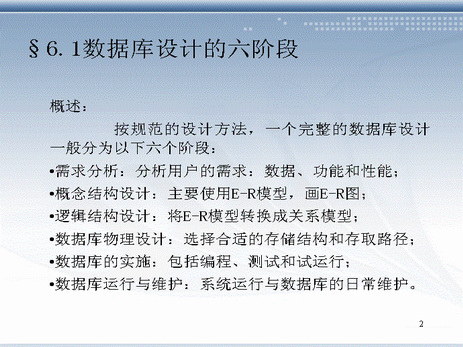 §6.1数据库设计的六阶段
概述：
按规范的设计方法，一个完整的数据库设计
一般分为以下六个阶段：
•需求分析：分析用户的需求：数据、功能和性能；
•概念结构设计：主要使用E-R模型，画E-R图；
•逻辑结构设计：将E-R模型转换成关系模型；
•数据库物理设计：选择合适的存储结构和存取路径；
•数据库的实施：包括编程、测试和试运行；
•数据库运行与维护：系统运行与数据库的日常维护。
2